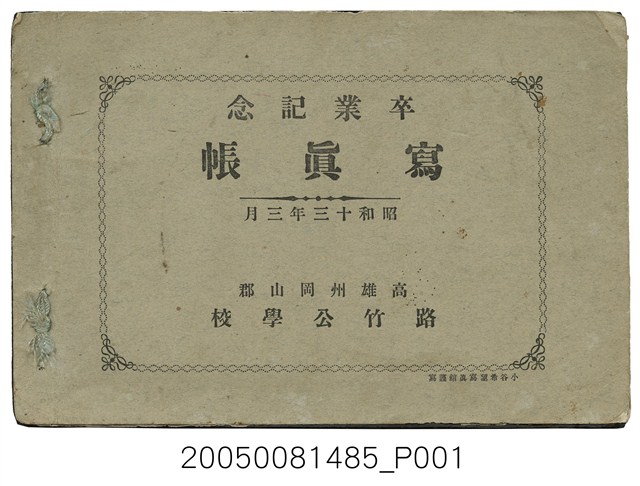 卒業記念
寫眞帳
昭和十三年三月
高雄州岡山郡
路竹公學校
20050081485_P001